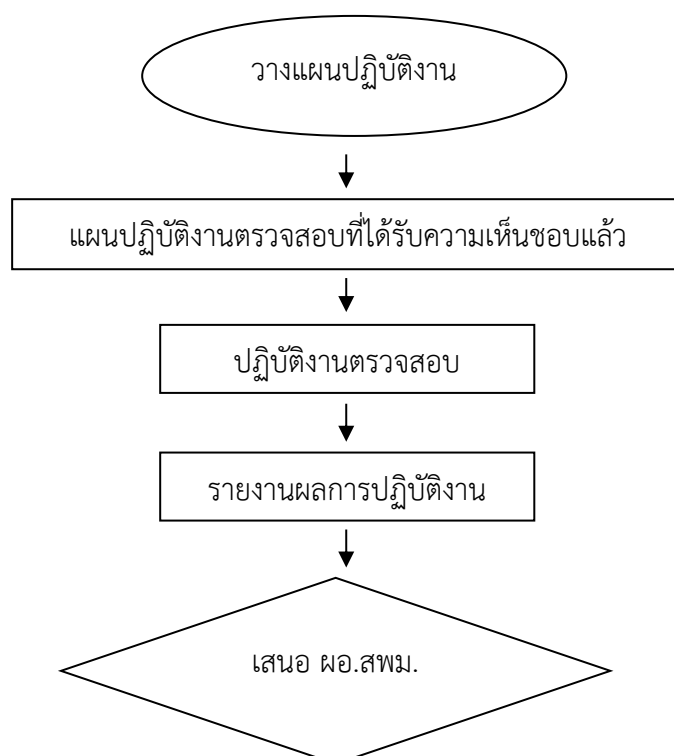 วางแผนปฏิบัติงาน
แผนปฏิบัติงานตรวจสอบที่ได้รับความเห็นชอบแล้ว
ปฏิบัติงานตรวจสอบ
รายงานผลการปฏิบัติงาน
เสนอ ผอ.สพม.